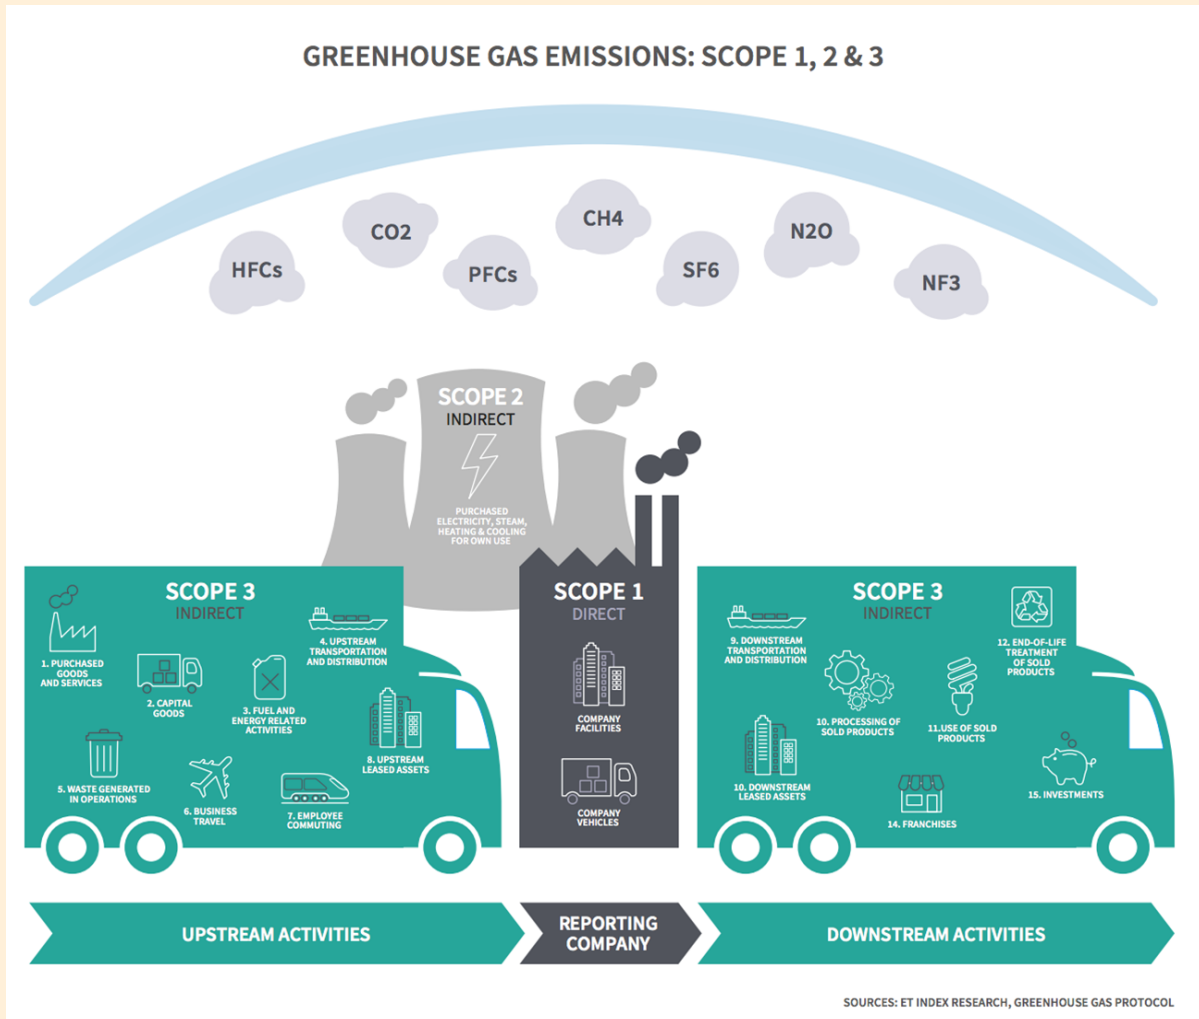 GREENHOUSE GAS EMISSIONS: SCOPE 1, 2 & 3
HFCs
CO2
PFCs
CH4
SF6
N2O
NF3
SCOPE 2
INDIRECT
PURCHASED
ELECTRICITY, STEAM,
HEATING & COOLING
FOR OWN USE
SCOPE 3
INDIRECT
1. PURCHASED
GOODS
AND SERVICES
2. CAPITAL
GOODS
3. FUEL AND
ENERGY RELATED
ACTIVITIES
4. UPSTREAM
TRANSPORTATION
AND DISTRIBUTION
5. WASTE GENERATED
IN OPERATIONS
6. BUSINESS
TRAVEL
7. EMPLOYEE
COMMUTING
8. UPSTREAM
LEASED ASSETS
SCOPE 1
DIRECT
COMPANY
FACILITIES
COMPANY
VEHICLES
SCOPE 3
INDIRECT
9. DOWNSTREAM
TRANSPORTATION
AND DISTRIBUTION
10. PROCESSING OF
SOLD PRODUCTS
11.USE OF SOLD
PRODUCTS
12. END-OF-LIFE
TREATMENT
OF SOLD
PRODUCTS
10. DOWNSTREAM
LEASED ASSETS
14. FRANCHISES
15. INVESTMENTS
UPSTREAM ACTIVITIES
REPORTING
COMPANY
DOWNSTREAM ACTIVITIES
SOURCES: ET INDEX RESEARCH, GREENHOUSE GAS PROTOCOL